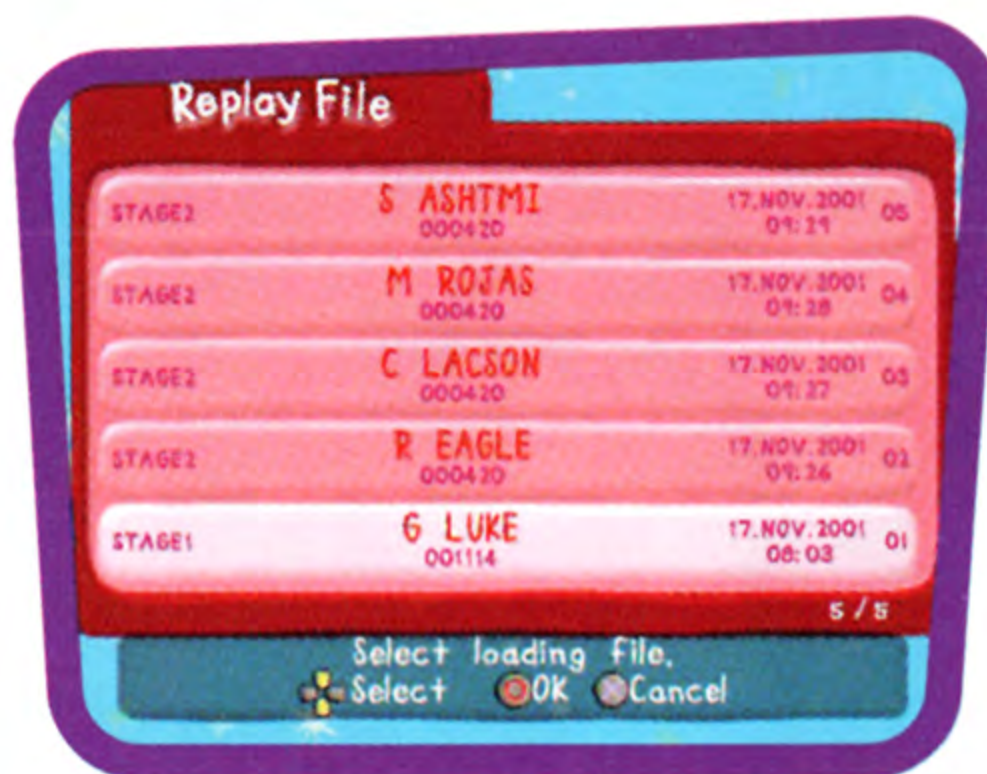 Replay File
STAGE2 S ASHTMI 17.NOV.2001 05
000420 09:29
STAGE2 M ROJAS 17.NOV.2001 04
000420 09:28
STAGE2 C LACSON 17.NOV.2001 03
000420 09:27
STAGE2 R EAGLE 17.NOV.2001 02
000420 09:26
STAGE1 G LUKE 17.NOV.2001 01
001114 08:03
5 / 5
Select loading file.
Select OK Cancel